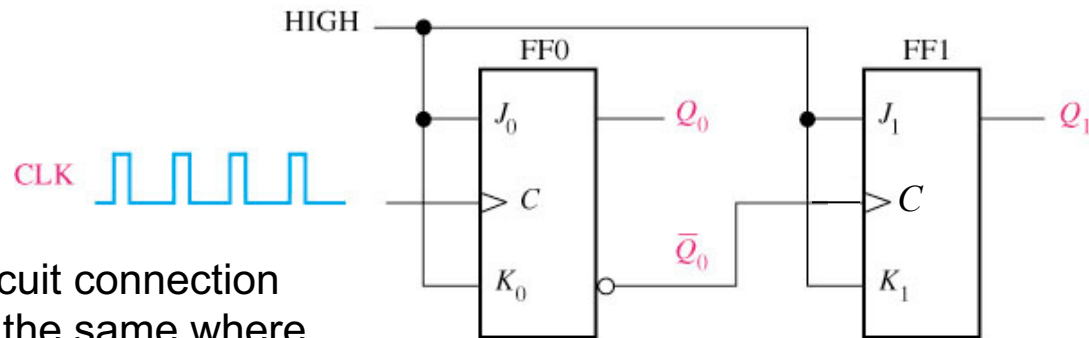 HIGH
FF0
FF1
J₀
Q₀
J₁
Q₁
CLK
C
C
Q̅₀
K₀
K₁
cuit connection
the same where